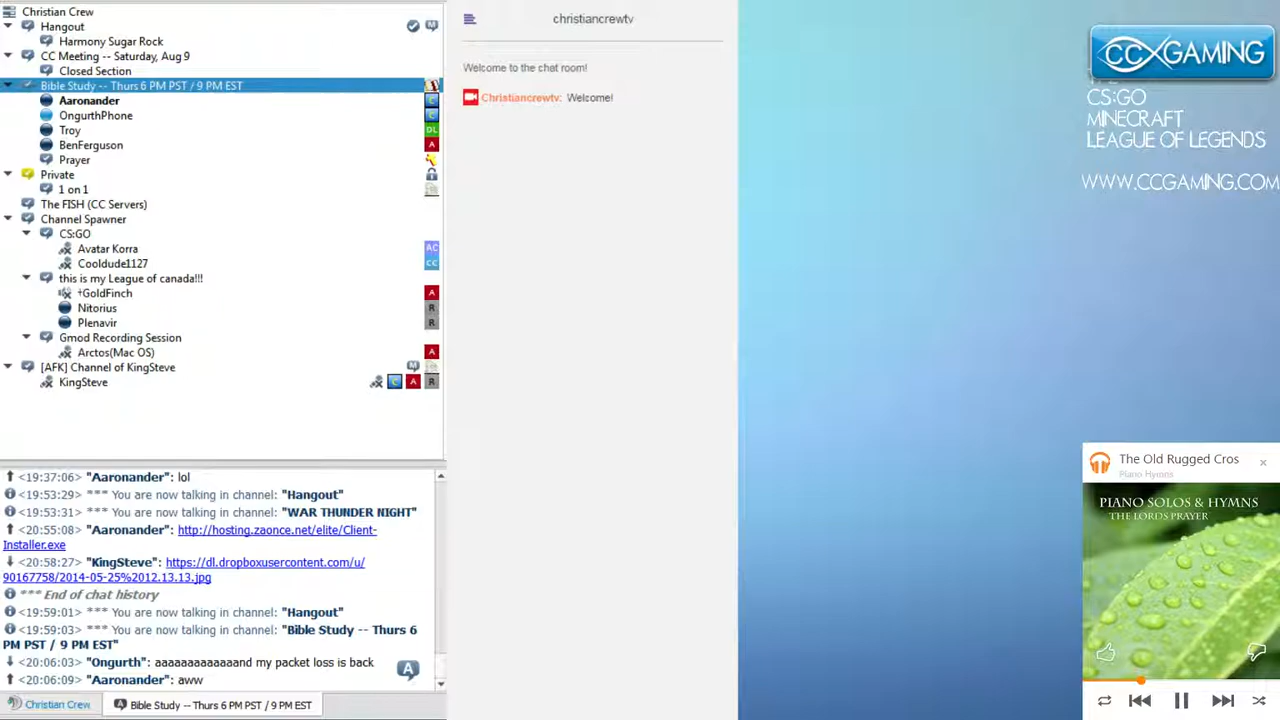 Christian Crew
Hangout
M
Harmony Sugar Rock
CC Meeting -- Saturday, Aug 9
Closed Section
Bible Study -- Thurs 6 PM PST / 9 PM EST
Aaronander
C
OngurthPhone
C
Troy
DL
BenFerguson
A
Prayer
Private
1 on 1
The FISH (CC Servers)
Channel Spawner
CS:GO
Avatar Korra
AC
Cooldude1127
CC
this is my League of canada!!!
†GoldFinch
A
Nitorius
R
Plenavir
R
Gmod Recording Session
Arctos(Mac OS)
A
[AFK] Channel of KingSteve
M
KingSteve
C A R
<19:37:06> "Aaronander": lol
<19:53:29> *** You are now talking in channel: "Hangout"
<19:53:31> *** You are now talking in channel: "WAR THUNDER NIGHT"
<20:55:08> "Aaronander": http://hosting.zaonce.net/elite/Client-
Installer.exe
<20:58:27> "KingSteve": https://dl.dropboxusercontent.com/u/
90167758/2014-05-25%2012.13.13.jpg
*** End of chat history
<19:59:01> *** You are now talking in channel: "Hangout"
<19:59:03> *** You are now talking in channel: "Bible Study -- Thurs 6
PM PST / 9 PM EST"
<20:06:03> "Ongurth": aaaaaaaaaaaaand my packet loss is back
<20:06:09> "Aaronander": aww
A
Christian Crew
Bible Study -- Thurs 6 PM PST / 9 PM EST
christiancrewtv
Welcome to the chat room!
Christiancrewtv: Welcome!
CCGAMING
CS:GO
MINECRAFT
LEAGUE OF LEGENDS
WWW.CCGAMING.COM
The Old Rugged Cros
Piano Hymns
PIANO SOLOS & HYMNS
THE LORDS PRAYER